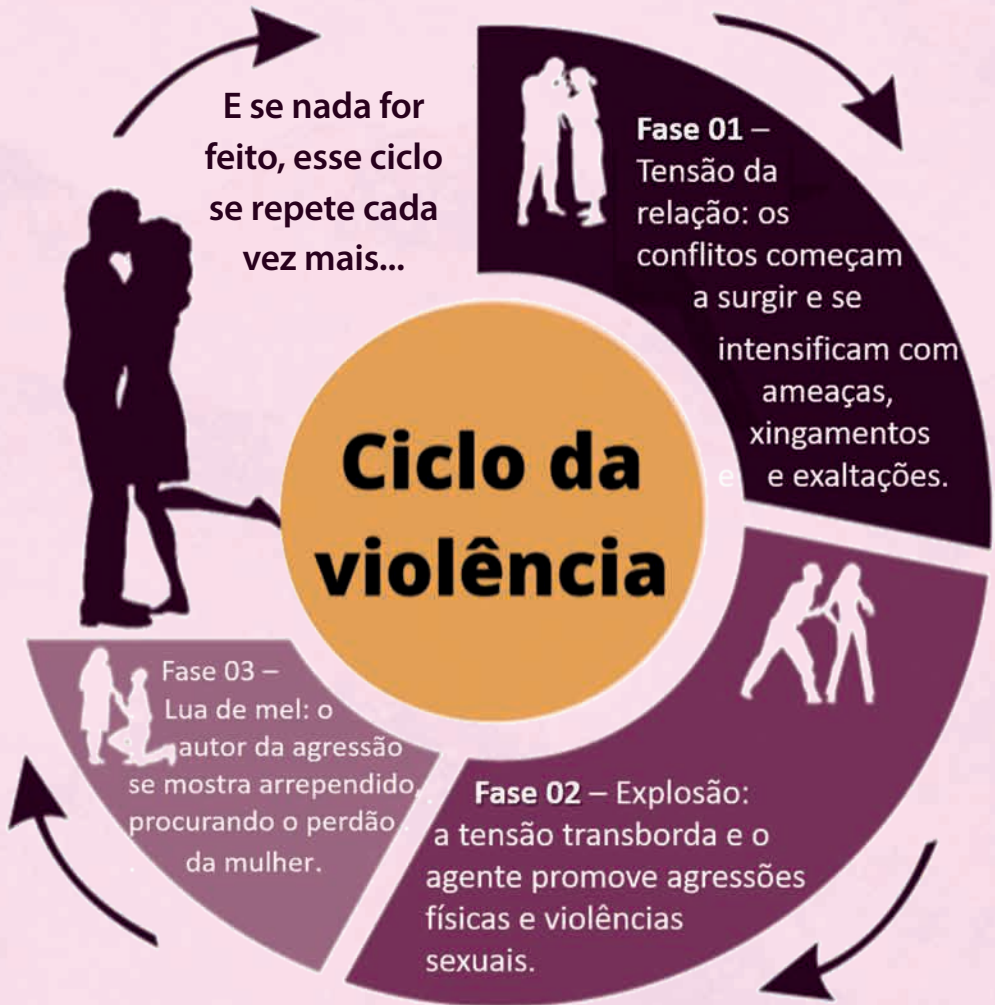 E se nada for
feito, esse ciclo
se repete cada
vez mais...
Fase 01 –
Tensão da
relação: os
conflitos começam
a surgir e se
intensificam com
ameaças,
xingamentos
e e exaltações.
Ciclo da
violência
Fase 02 – Explosão:
a tensão transborda e o
agente promove agressões
físicas e violências
sexuais.
Fase 03 –
Lua de mel: o
autor da agressão
se mostra arrependido,
procurando o perdão
da mulher.